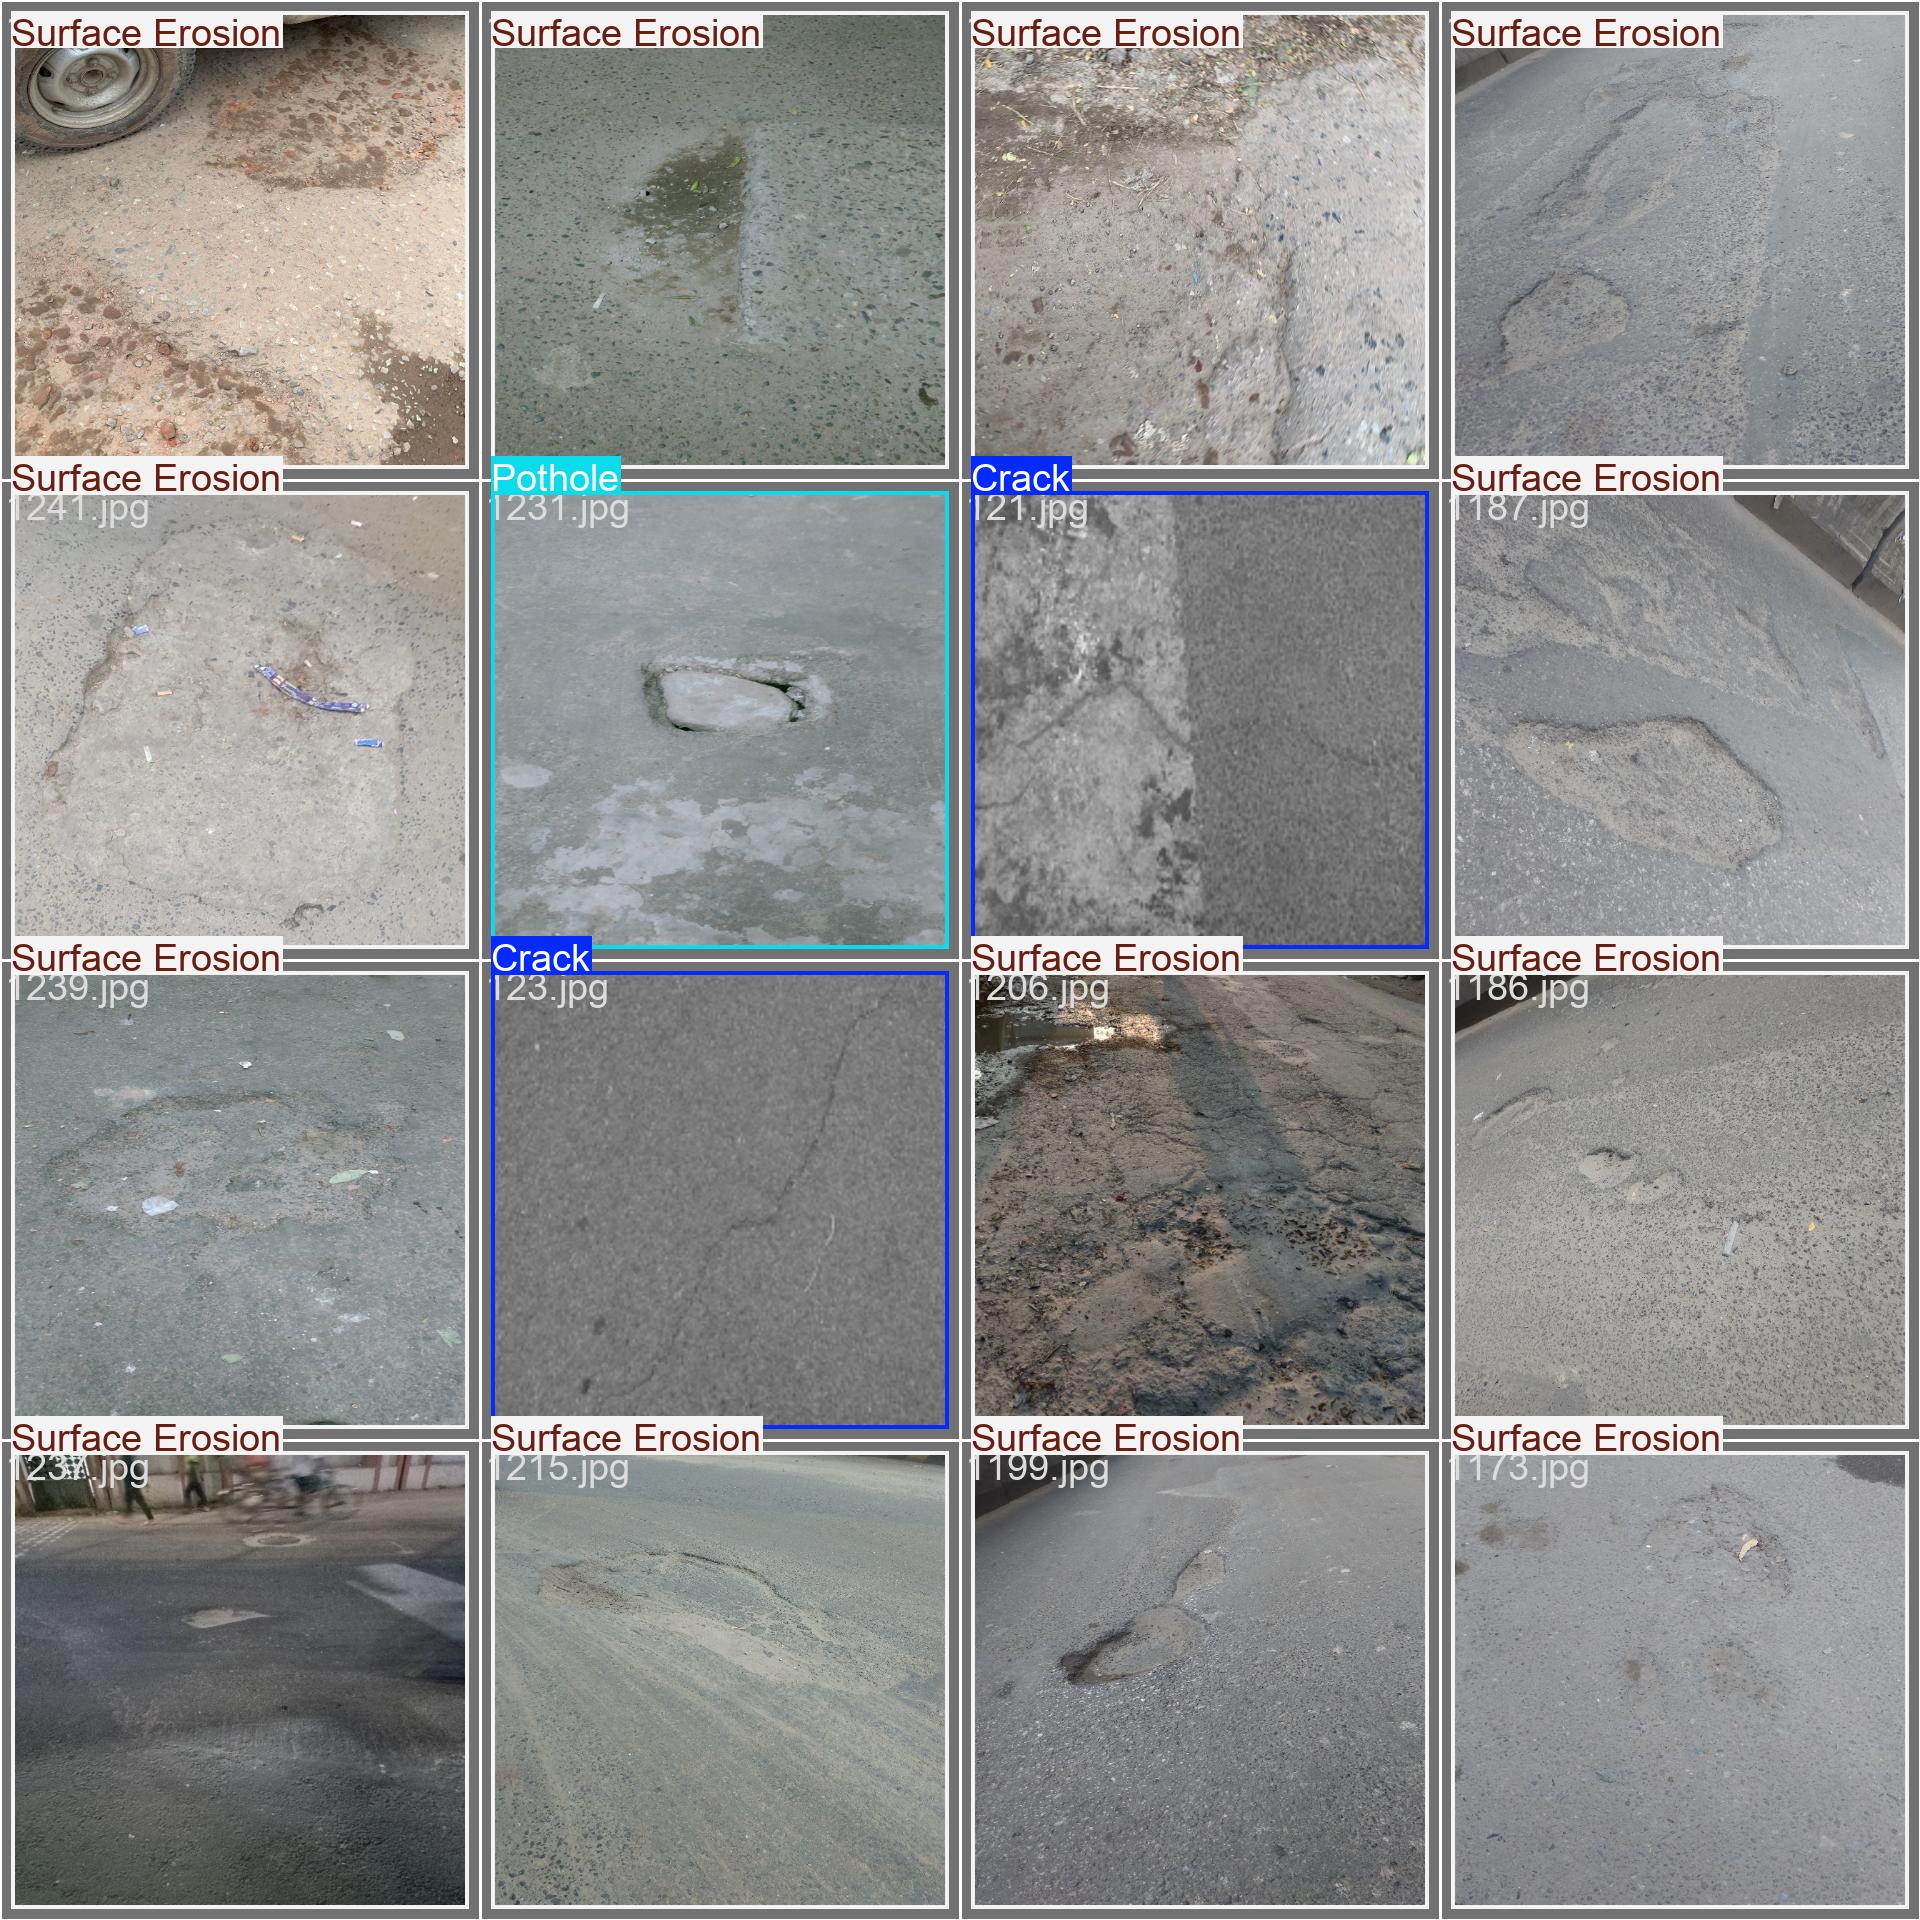 Surface Erosion
Surface Erosion
Surface Erosion
Surface Erosion
Surface Erosion
Pothole
Crack
Surface Erosion
1241.jpg
1231.jpg
121.jpg
1187.jpg
Surface Erosion
Crack
Surface Erosion
Surface Erosion
1239.jpg
123.jpg
1206.jpg
1186.jpg
Surface Erosion
Surface Erosion
Surface Erosion
Surface Erosion
1237.jpg
1215.jpg
1199.jpg
1173.jpg